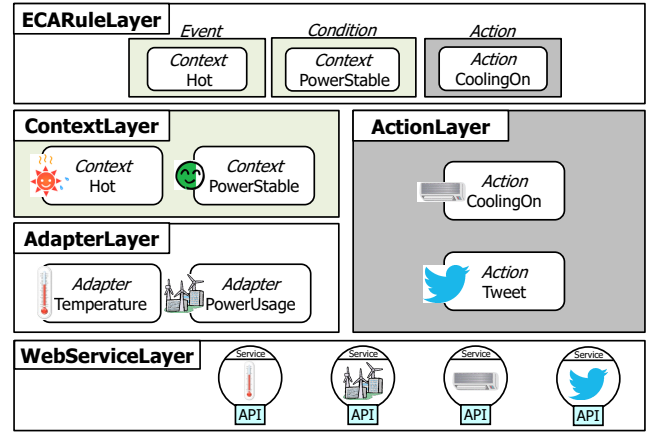 ECARuleLayer
Event
Condition
Action
Context
Hot
Context
PowerStable
Action
CoolingOn
ContextLayer
Context
Hot
Context
PowerStable
ActionLayer
Action
CoolingOn
Action
Tweet
AdapterLayer
Adapter
Temperature
Adapter
PowerUsage
WebServiceLayer
Service
API
Service
API
Service
API
Service
API